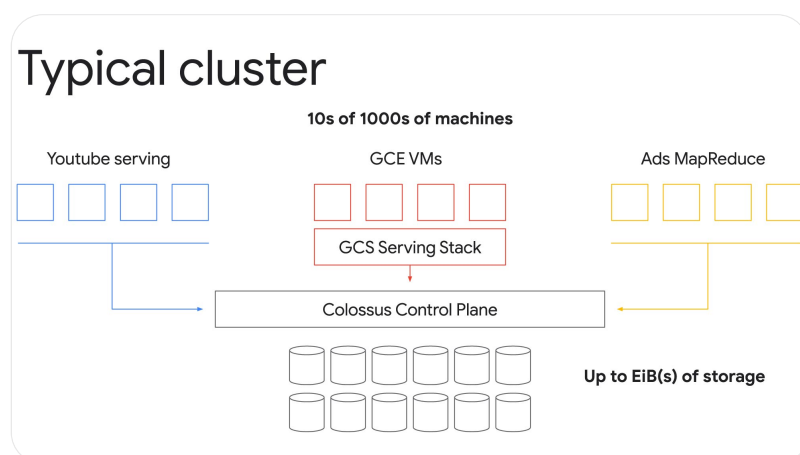 Typical cluster
10s of 1000s of machines
Youtube serving
GCE VMs
Ads MapReduce
GCS Serving Stack
Colossus Control Plane
Up to EiB(s) of storage